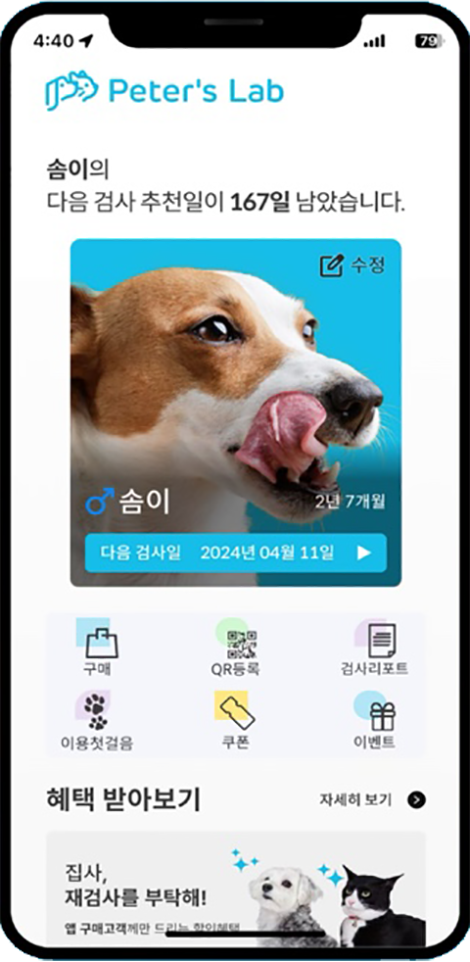 4:40
79
Peter's Lab
솜이의
다음 검사 추천일이 167일 남았습니다.
수정
솜이
2년 7개월
다음 검사일 2024년 04월 11일
구매
QR등록
검사리포트
이용첫걸음
쿠폰
이벤트
혜택 받아보기
자세히 보기
집사,
재검사를 부탁해!
앱 구매고객께만 드리는 할인혜택